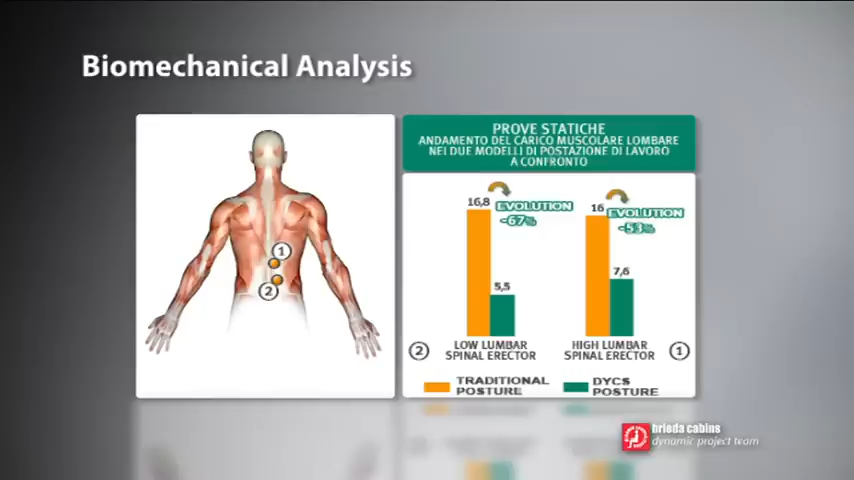 Biomechanical Analysis
PROVE STATICHE
ANDAMENTO DEL CARICO MUSCOLARE LOMBARE
NEI DUE MODELLI DI POSTAZIONE DI LAVORO
A CONFRONTO
1
2
16,8
EVOLUTION
-67%
5,5
16
EVOLUTION
-53%
7,6
2
LOW LUMBAR
SPINAL ERECTOR
HIGH LUMBAR
SPINAL ERECTOR
1
TRADITIONAL
POSTURE
DYCS
POSTURE
brieda cabins
dynamic project team